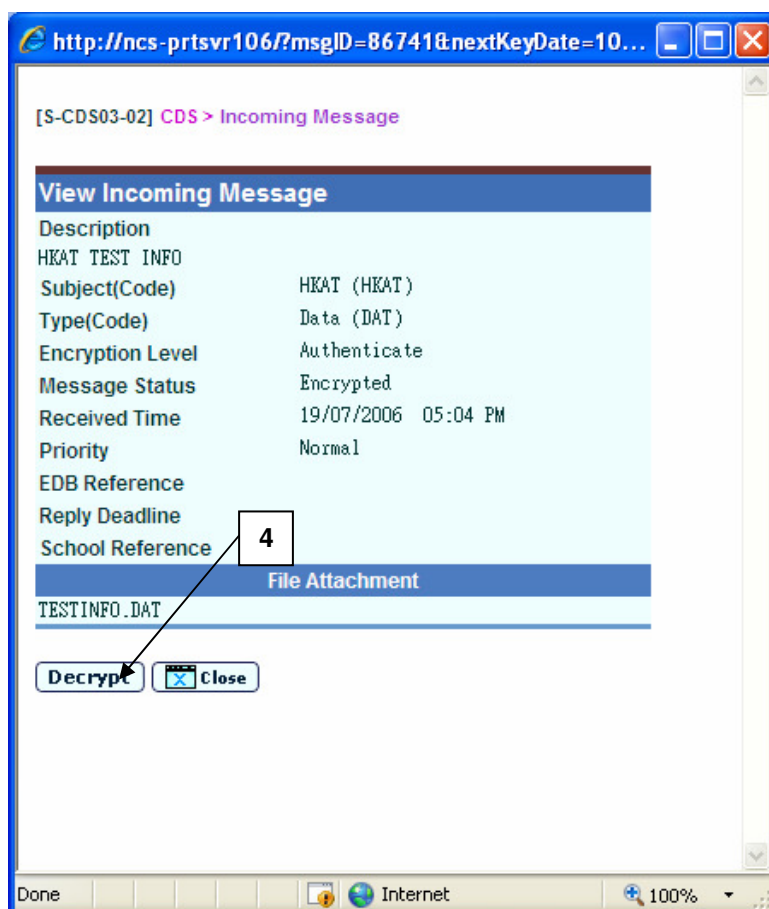 http://ncs-prtsvr106/?msgID=86741&nextKeyDate=10...
[S-CDS03-02] CDS > Incoming Message
View Incoming Message
Description
HKAT TEST INFO
Subject(Code) HKAT (HKAT)
Type(Code) Data (DAT)
Encryption Level Authenticate
Message Status Encrypted
Received Time 19/07/2006 05:04 PM
Priority Normal
EDB Reference
Reply Deadline
School Reference
4
File Attachment
TESTINFO.DAT
Decrypt Close
Done Internet 100%